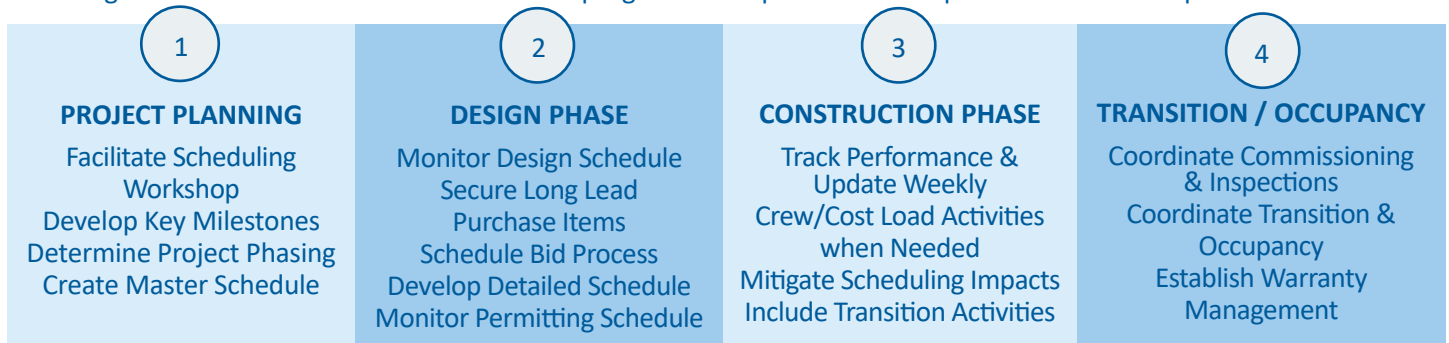 1
PROJECT PLANNING
Facilitate Scheduling
Workshop
Develop Key Milestones
Determine Project Phasing
Create Master Schedule
2
DESIGN PHASE
Monitor Design Schedule
Secure Long Lead
Purchase Items
Schedule Bid Process
Develop Detailed Schedule
Monitor Permitting Schedule
3
CONSTRUCTION PHASE
Track Performance &
Update Weekly
Crew/Cost Load Activities
when Needed
Mitigate Scheduling Impacts
Include Transition Activities
4
TRANSITION / OCCUPANCY
Coordinate Commissioning
& Inspections
Coordinate Transition &
Occupancy
Establish Warranty
Management